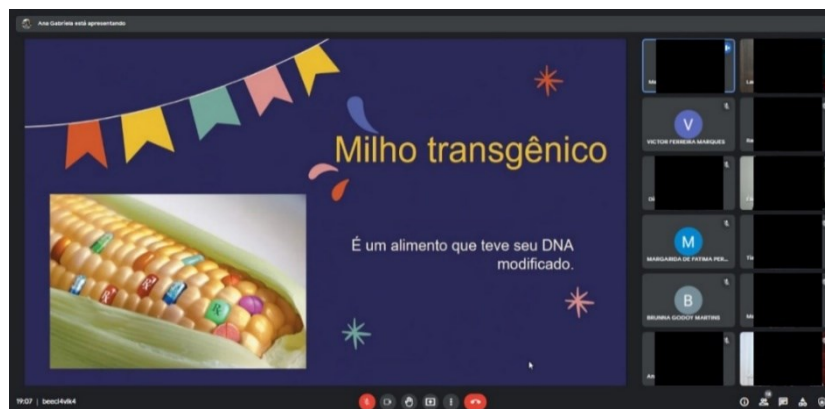 Ana Gabriela está apresentando
Milho transgênico
É um alimento que teve seu DNA
modificado.
V
VICTOR FERREIRA MARQUES
M
MARGARIDA DE FATIMA PER...
B
BRUNNA GODOY MARTINS
19:07 | beeci4vik4